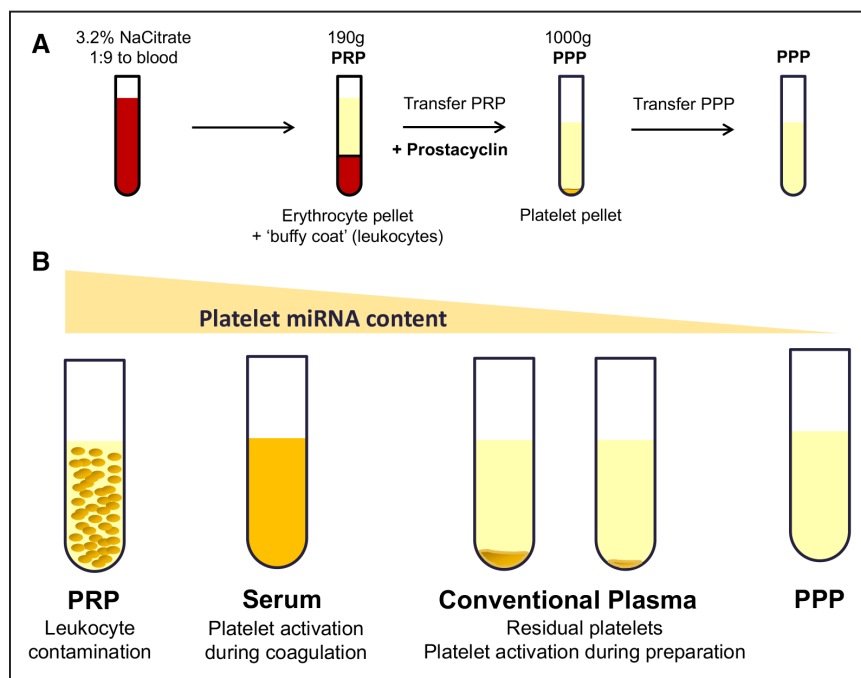 A
3.2% NaCitrate
1:9 to blood
190g
PRP
1000g
PPP
PPP
Transfer PRP
+ Prostacyclin
Transfer PPP
Erythrocyte pellet
+ ‘buffy coat’ (leukocytes)
Platelet pellet
B
Platelet miRNA content
PRP
Leukocyte
contamination
Serum
Platelet activation
during coagulation
Conventional Plasma
Residual platelets
Platelet activation during preparation
PPP